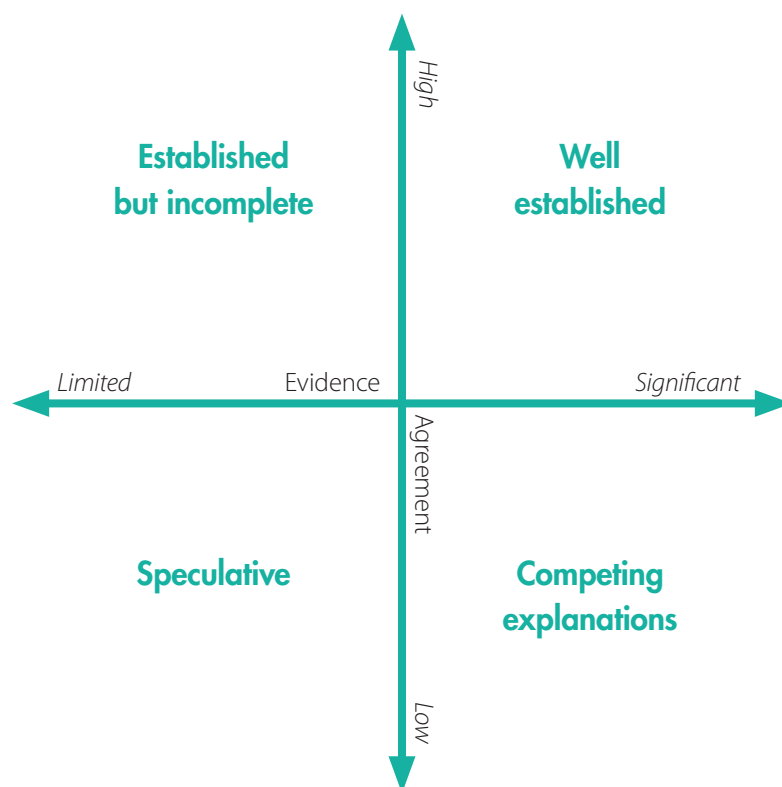 High
Established
but incomplete
Well
established
Limited
Evidence
Significant
Agreement
Speculative
Competing
explanations
Low